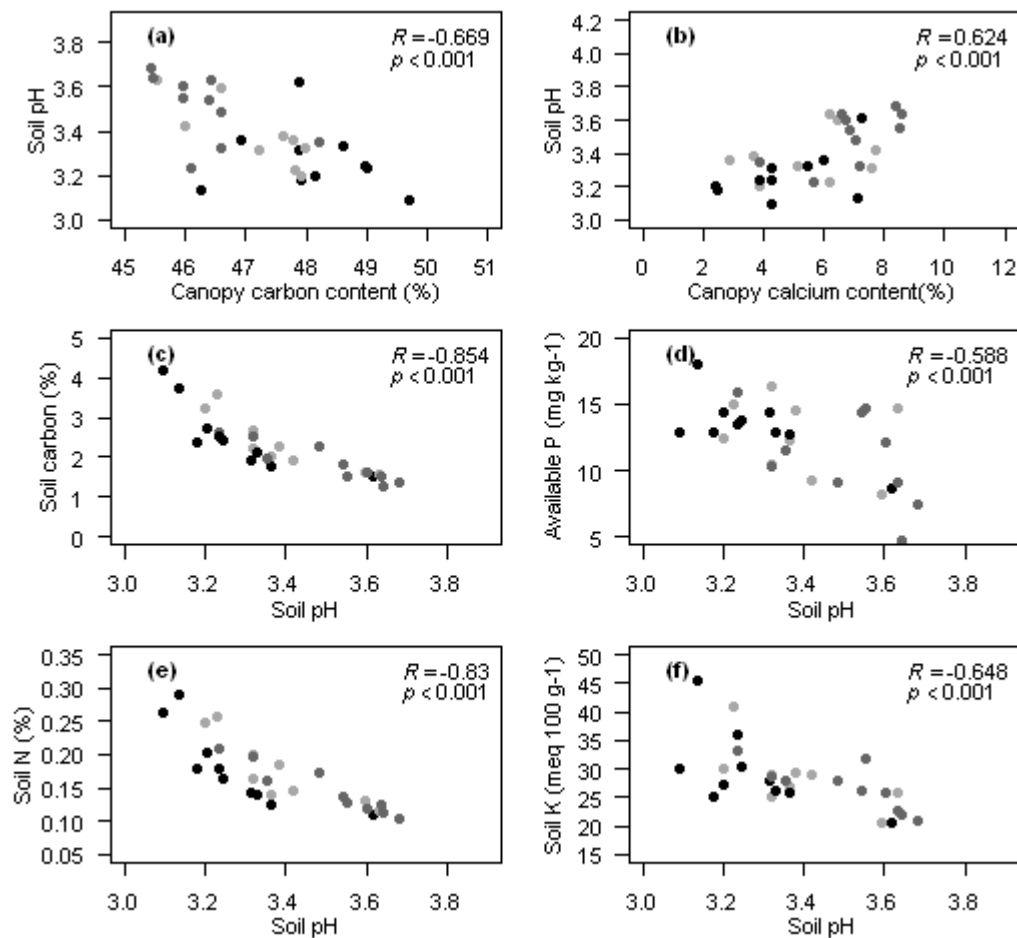 (a)
R = -0.669
p < 0.001
Soil pH
3.8
3.6
3.4
3.2
3.0
45 46 47 48 49 50 51
Canopy carbon content (%)
(b)
R = 0.624
p < 0.001
Soil pH
4.2
4.0
3.8
3.6
3.4
3.2
3.0
0 2 4 6 8 10 12
Canopy calcium content(%)
(c)
R = -0.854
p < 0.001
Soil carbon (%)
5
4
3
2
1
0
3.0 3.2 3.4 3.6 3.8
Soil pH
(d)
R = -0.588
p < 0.001
Available P (mg kg-1)
20
15
10
5
3.0 3.2 3.4 3.6 3.8
Soil pH
(e)
R = -0.83
p < 0.001
Soil N (%)
0.35
0.30
0.25
0.20
0.15
0.10
0.05
3.0 3.2 3.4 3.6 3.8
Soil pH
(f)
R = -0.648
p < 0.001
Soil K (meq 100 g-1)
50
45
40
35
30
25
20
15
3.0 3.2 3.4 3.6 3.8
Soil pH